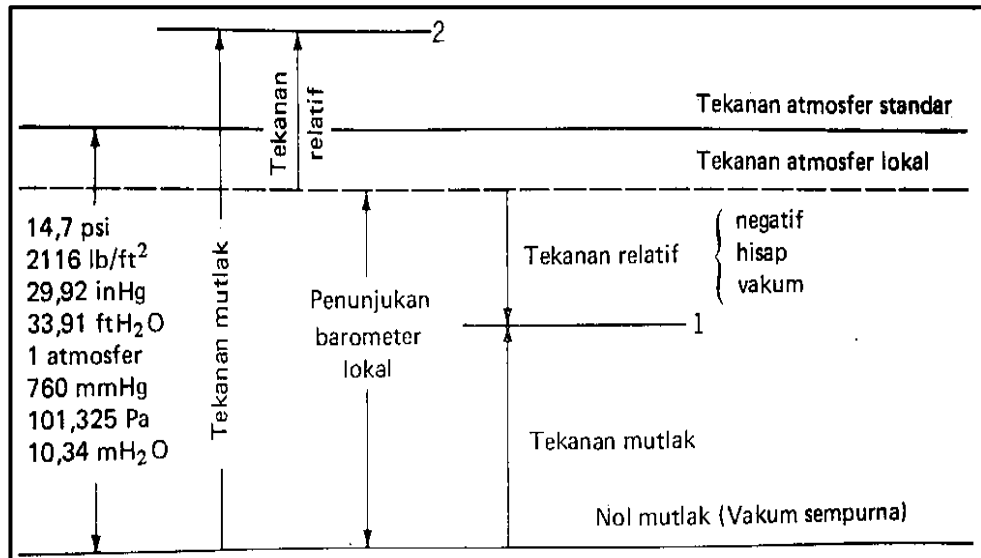 2
Tekanan
relatif
Tekanan atmosfer standar
Tekanan atmosfer lokal
14,7 psi
2116 lb/ft²
29,92 inHg
33,91 ftH₂O
1 atmosfer
760 mmHg
101,325 Pa
10,34 mH₂O
Tekanan mutlak
Penunjukan
barometer
lokal
Tekanan relatif
negatif
hisap
vakum
1
Tekanan mutlak
Nol mutlak (Vakum sempurna)